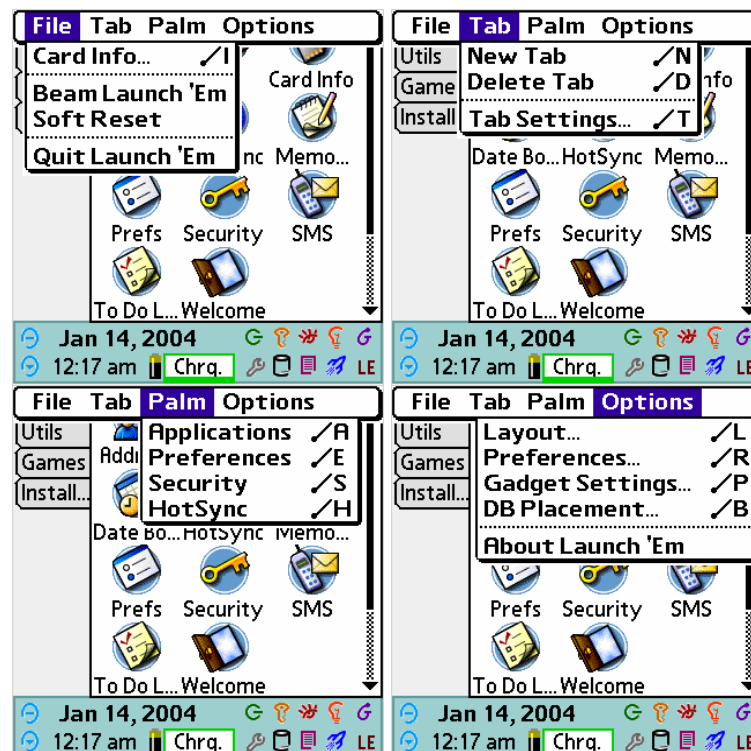 File Tab Palm Options
Card Info... /I
Beam Launch 'Em
Soft Reset
Quit Launch 'Em
Card Info
nc Memo...
Prefs Security SMS
To Do L... Welcome
Jan 14, 2004
12:17 am Chrg. LE
File Tab Palm Options
Utils
Game
Install
New Tab /N
Delete Tab /D
Tab Settings... /T
nfo
Date Bo... HotSync Memo...
Prefs Security SMS
To Do L... Welcome
Jan 14, 2004
12:17 am Chrg. LE
File Tab Palm Options
Utils
Games
Install...
Addr
Applications /A
Preferences /E
Security /S
HotSync /H
Date Bo... HotSync Memo...
Prefs Security SMS
To Do L... Welcome
Jan 14, 2004
12:17 am Chrg. LE
File Tab Palm Options
Utils
Games
Install...
Layout... /L
Preferences... /R
Gadget Settings... /P
DB Placement... /B
About Launch 'Em
Prefs Security SMS
To Do L... Welcome
Jan 14, 2004
12:17 am Chrg. LE